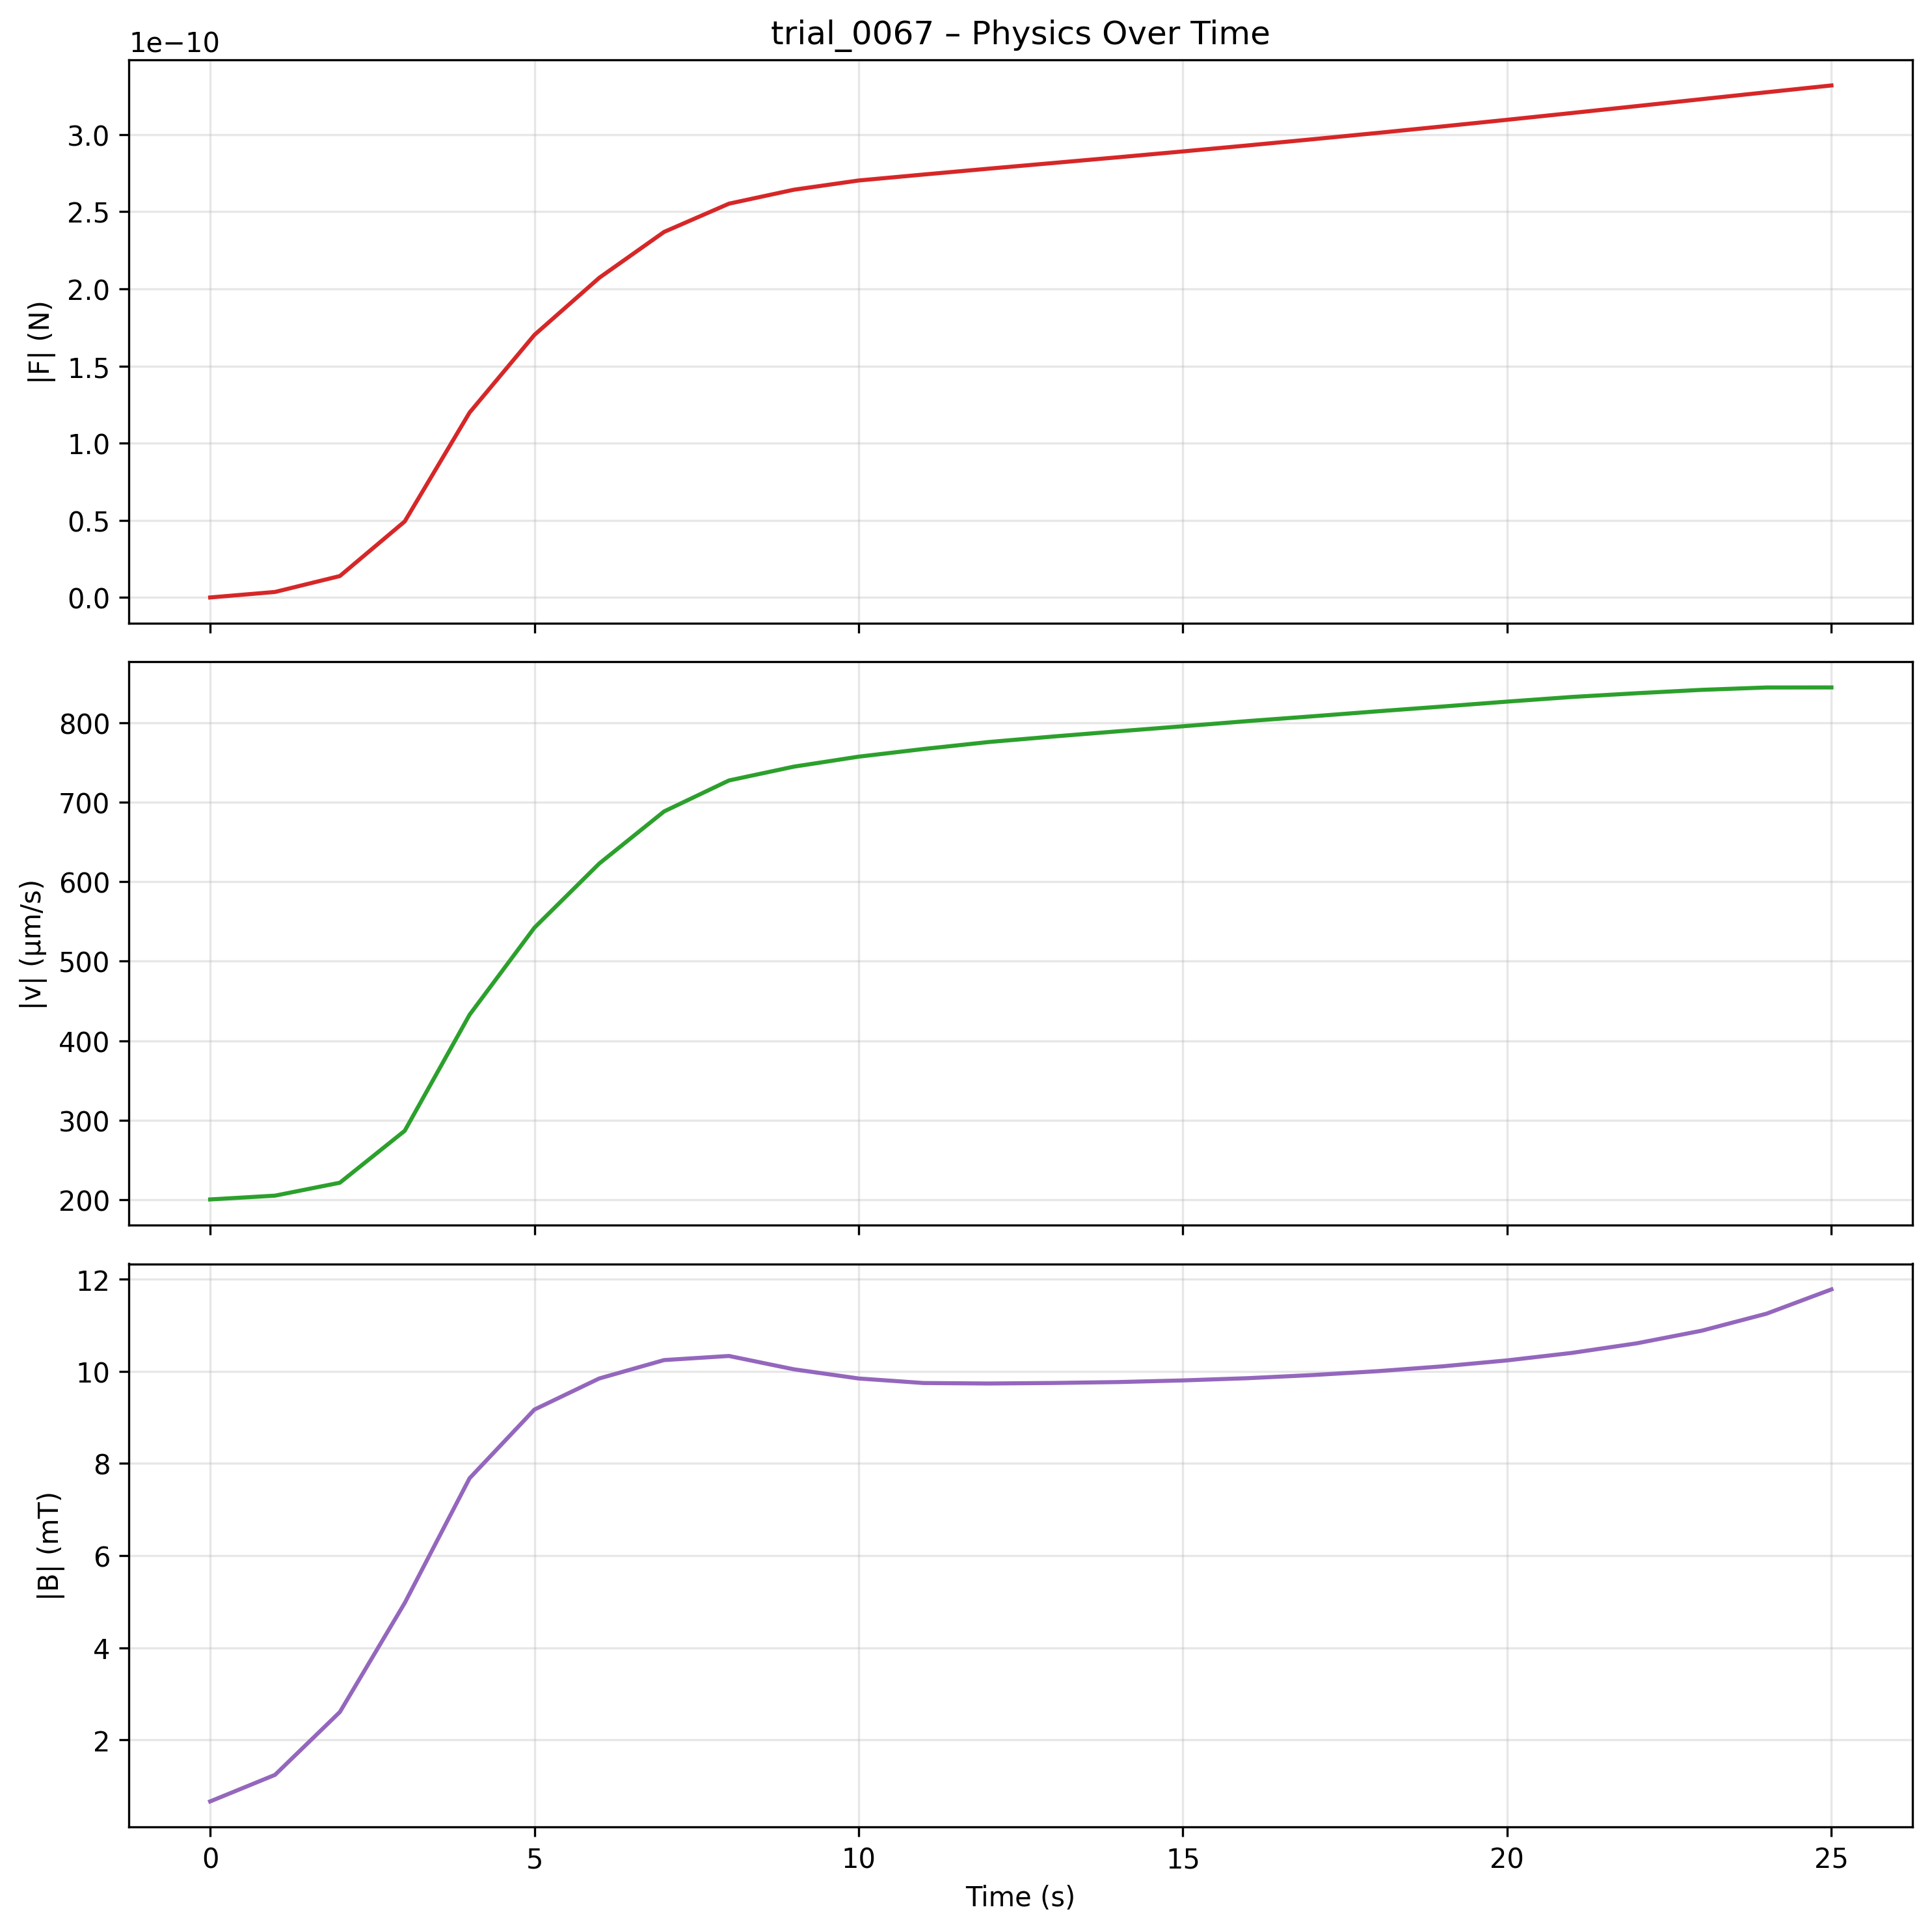 trial_0067 – Physics Over Time
1e−10
3.0
2.5
2.0
1.5
1.0
0.5
0.0
|F| (N)
800
700
600
500
400
300
200
|v| (μm/s)
12
10
8
6
4
2
|B| (mT)
0 5 10 15 20 25
Time (s)